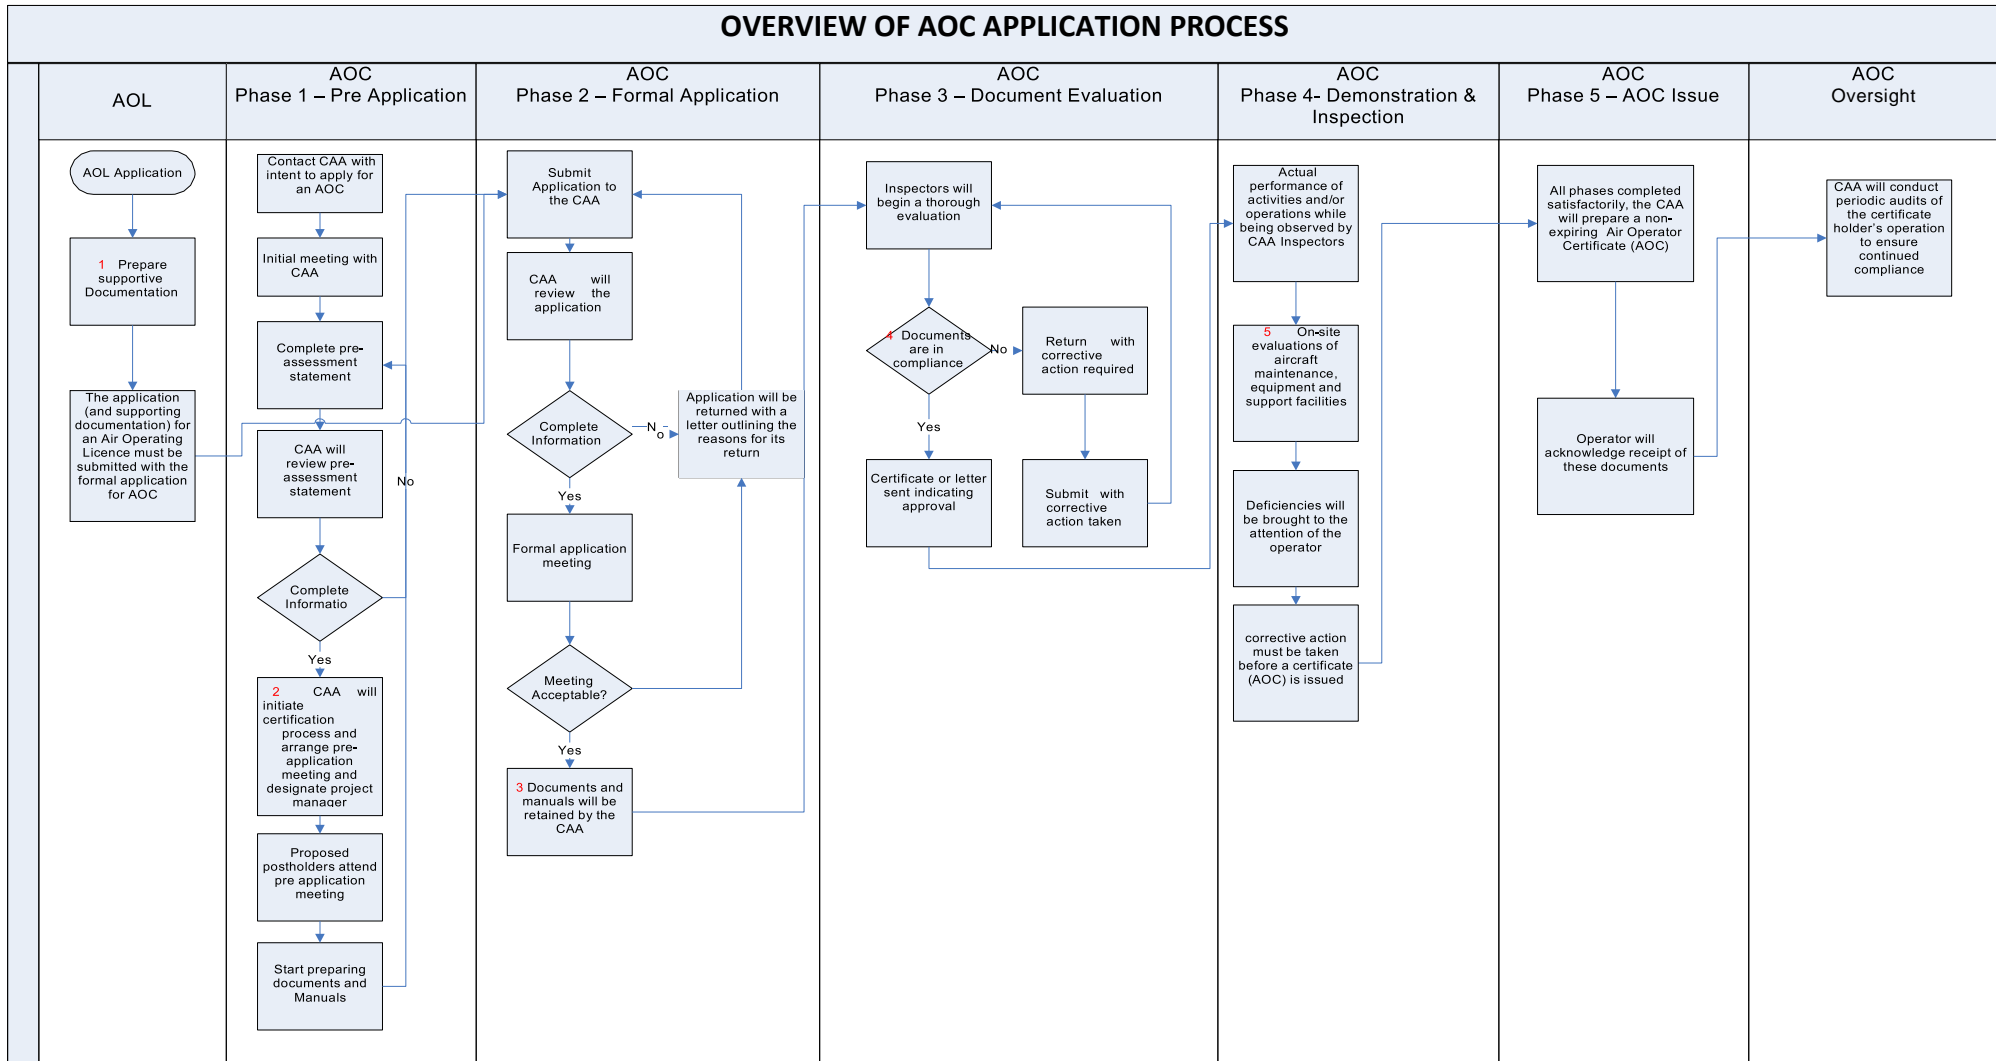 OVERVIEW OF AOC APPLICATION PROCESS
AOL
AOC
Phase 1 – Pre Application
AOC
Phase 2 – Formal Application
AOC
Phase 3 – Document Evaluation
AOC
Phase 4- Demonstration &
Inspection
AOC
Phase 5 – AOC Issue
AOC
Oversight
AOL Application
1 Prepare
supportive
Documentation
The application
(and supporting
documentation) for
an Air Operating
Licence must be
submitted with the
formal application
for AOC
Contact CAA with
intent to apply for
an AOC
Initial meeting with
CAA
Complete pre-
assessment
statement
CAA will
review pre-
assessment
statement
No
Complete
Informatio
Yes
2 CAA will
initiate
certification
process and
arrange pre-
application
meeting and
designate project
manager
Proposed
postholders attend
pre application
meeting
Start preparing
documents and
Manuals
Submit
Application to
the CAA
CAA will
review the
application
Complete
Information
No
Application will be
returned with a
letter outlining the
reasons for its
return
Yes
Formal application
meeting
Meeting
Acceptable?
Yes
3 Documents and
manuals will be
retained by the
CAA
Inspectors will
begin a thorough
evaluation
4 Documents
are in
compliance
No
Return with
corrective
action required
Yes
Certificate or letter
sent indicating
approval
Submit with
corrective
action taken
Actual
performance of
activities and/or
operations while
being observed by
CAA Inspectors
5 On-site
evaluations of
aircraft
maintenance,
equipment and
support facilities
Deficiencies will
be brought to the
attention of the
operator
corrective action
must be taken
before a certificate
(AOC) is issued
All phases completed
satisfactorily, the CAA
will prepare a non-
expiring Air Operator
Certificate (AOC)
Operator will
acknowledge receipt of
these documents
CAA will conduct
periodic audits of
the certificate
holder's operation
to ensure
continued
compliance